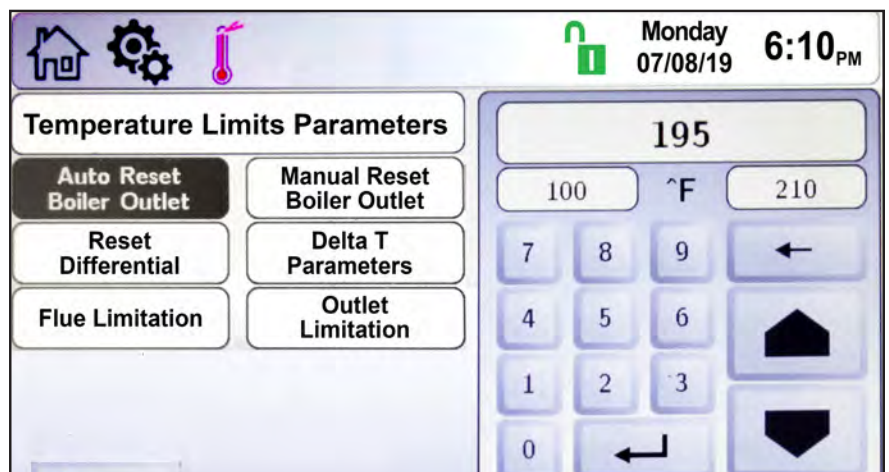 Monday
07/08/19
6:10PM
Temperature Limits Parameters
Auto Reset
Boiler Outlet
Manual Reset
Boiler Outlet
Reset
Differential
Delta T
Parameters
Flue Limitation
Outlet
Limitation
195
100 ^F 210
7 8 9
4 5 6
1 2 3
0